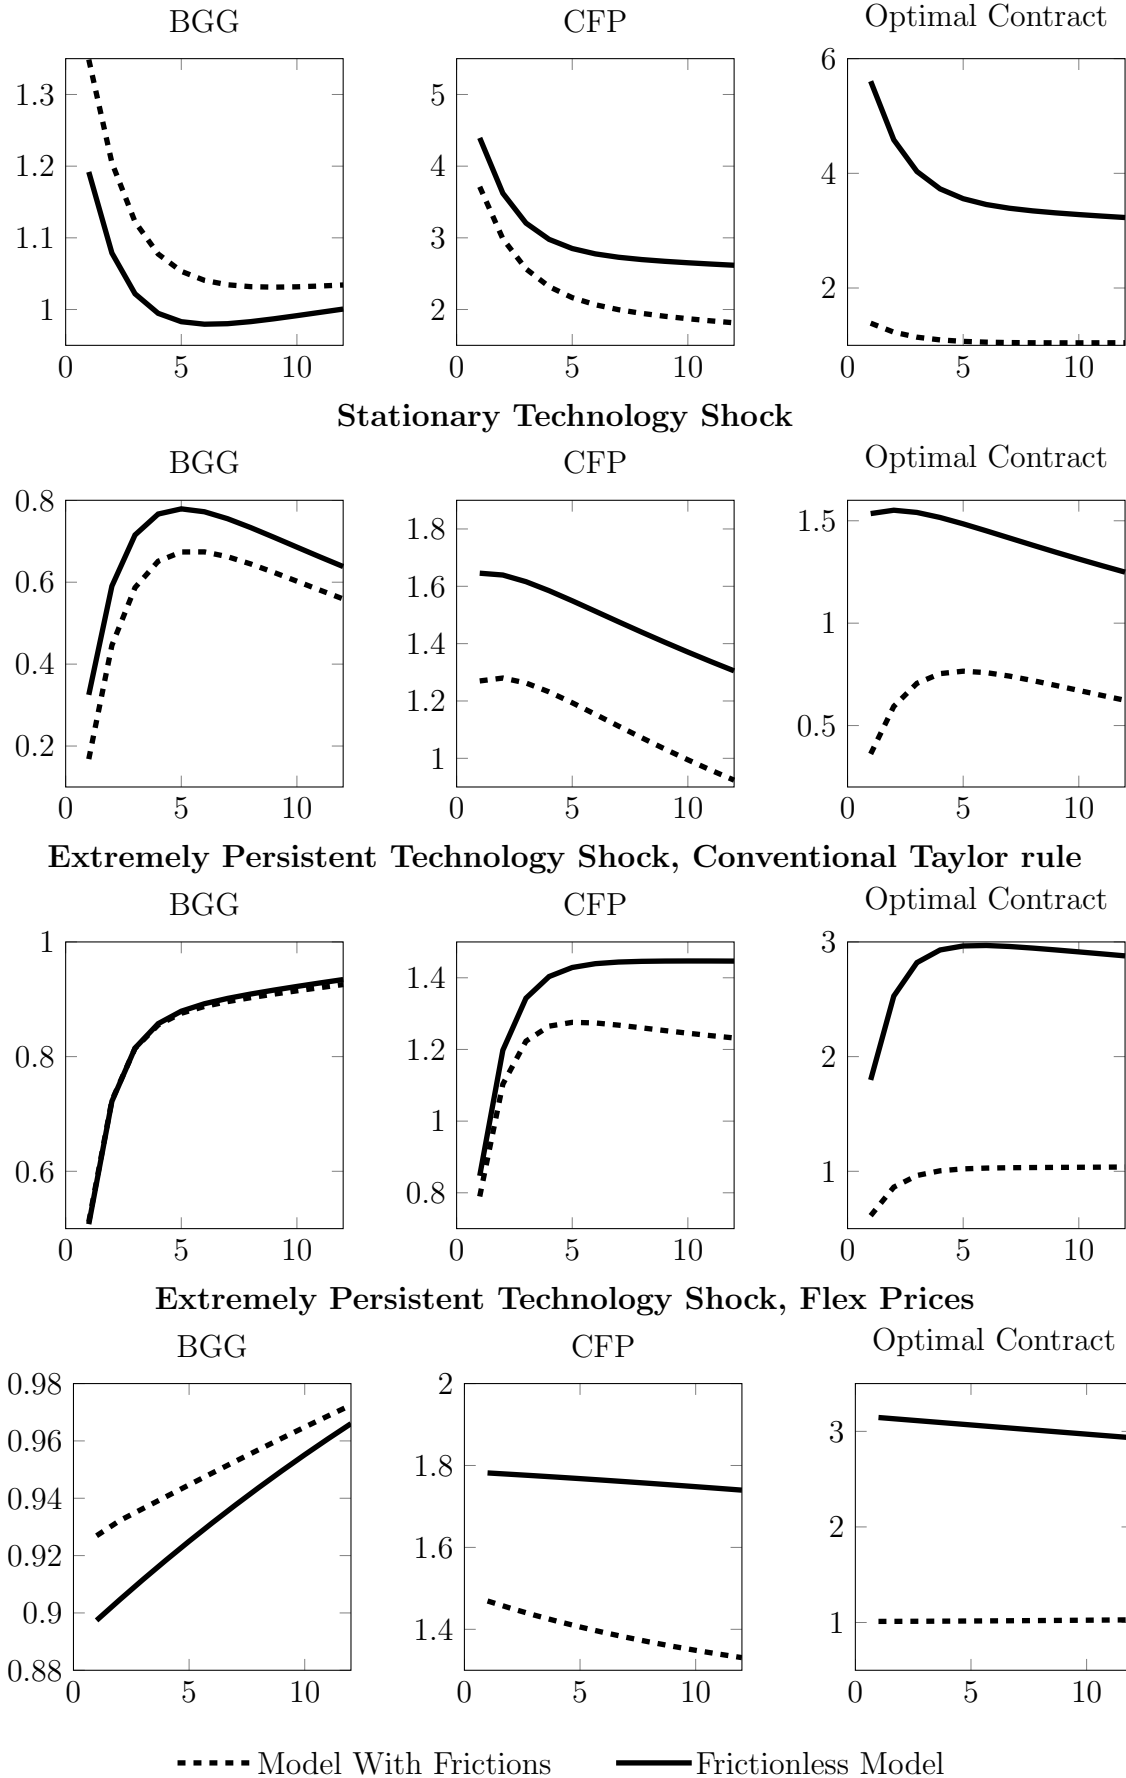 BGG CFP Optimal Contract
1.3 5 6
1.2 4 4
1.1 3
1 2 2
0 5 10 0 5 10 0 5 10
Stationary Technology Shock
BGG CFP Optimal Contract
0.8 1.8 1.5
0.6 1.6
0.4 1.4 1
0.2 1.2 0.5
1
0 5 10 0 5 10 0 5 10
Extremely Persistent Technology Shock, Conventional Taylor rule
BGG CFP Optimal Contract
1 1.4 3
0.8 1.2 2
0.6 1 1
0.8
0 5 10 0 5 10 0 5 10
Extremely Persistent Technology Shock, Flex Prices
BGG CFP Optimal Contract
0.98 2 3
0.96 1.8
0.94 2
0.92 1.6
0.9 1.4 1
0.88
0 5 10 0 5 10 0 5 10
Model With Frictions Frictionless Model